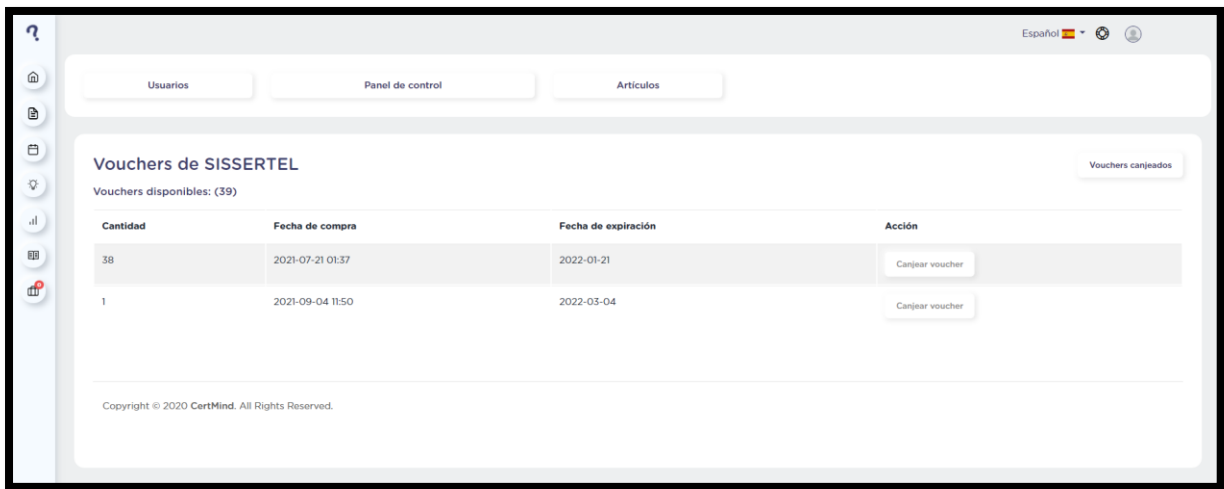 Español
Usuarios Panel de control Artículos
Vouchers de SISSERTEL
Vouchers canjeados
Vouchers disponibles: (39)
Cantidad Fecha de compra Fecha de expiración Acción
38 2021-07-21 01:37 2022-01-21 Canjear voucher
1 2021-09-04 11:50 2022-03-04 Canjear voucher
Copyright © 2020 CertMind. All Rights Reserved.